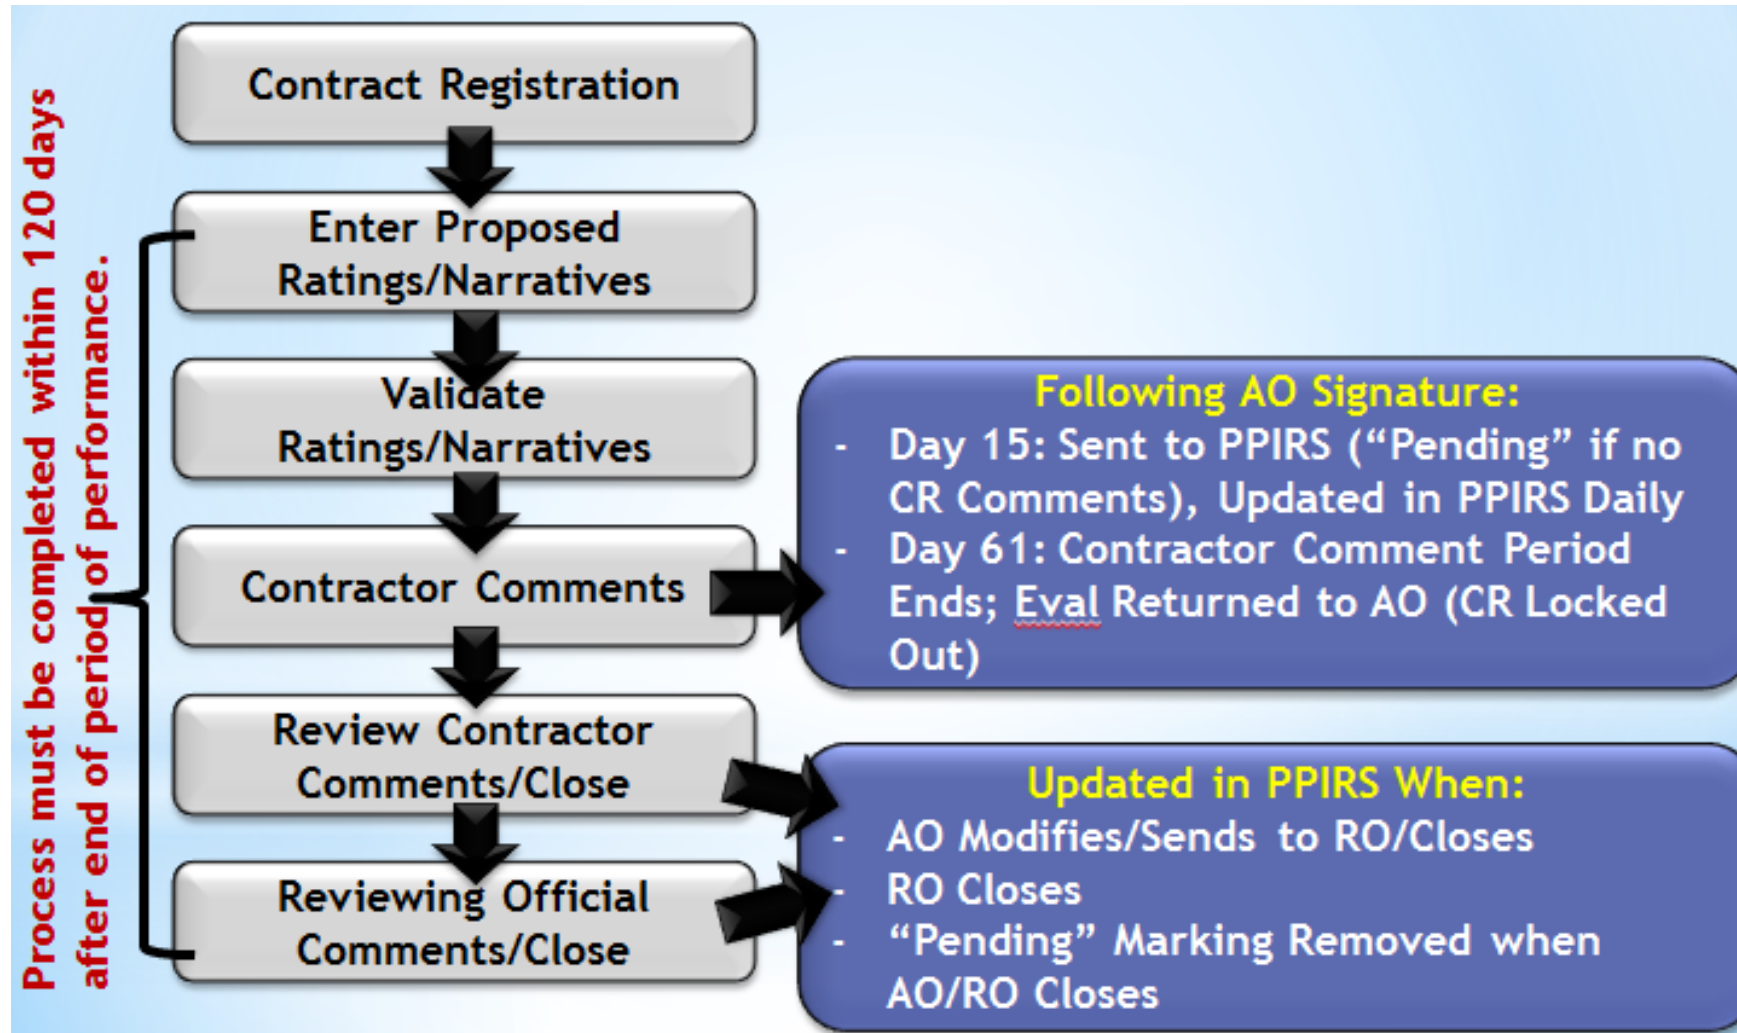 Process must be completed within 120 days
after end of period of performance.
Contract Registration
Enter Proposed
Ratings/Narratives
Validate
Ratings/Narratives
Contractor Comments
Review Contractor
Comments/Close
Reviewing Official
Comments/Close
Following AO Signature:
- Day 15: Sent to PPIRS (“Pending” if no
CR Comments), Updated in PPIRS Daily
- Day 61: Contractor Comment Period
Ends; Eval Returned to AO (CR Locked
Out)
Updated in PPIRS When:
- AO Modifies/Sends to RO/Closes
- RO Closes
- “Pending” Marking Removed when
AO/RO Closes